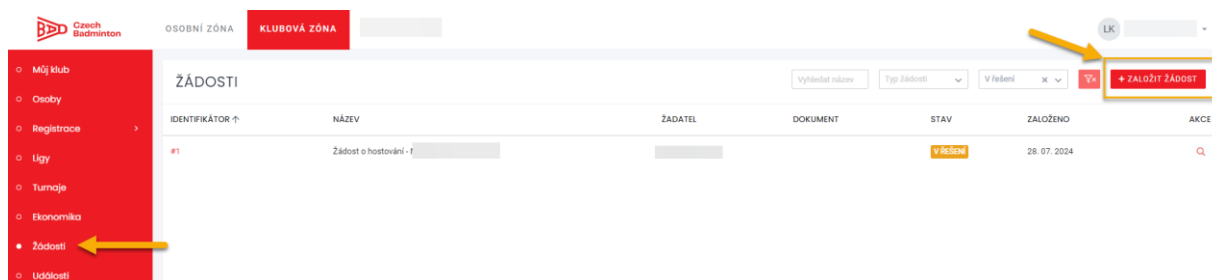 Czech
Badminton
OSOBNÍ ZÓNA
KLUBOVÁ ZÓNA
LK
Můj klub
Osoby
Registrace
Ligy
Turnaje
Ekonomika
Žádosti
Události
ŽÁDOSTI
Vyhledat název
Typ žádosti
V řešení
+ ZALOŽIT ŽÁDOST
IDENTIFIKÁTOR NÁZEV ŽADATEL DOKUMENT STAV ZALOŽENO AKCE
#1 Žádost o hostování - V ŘEŠENÍ 28. 07. 2024